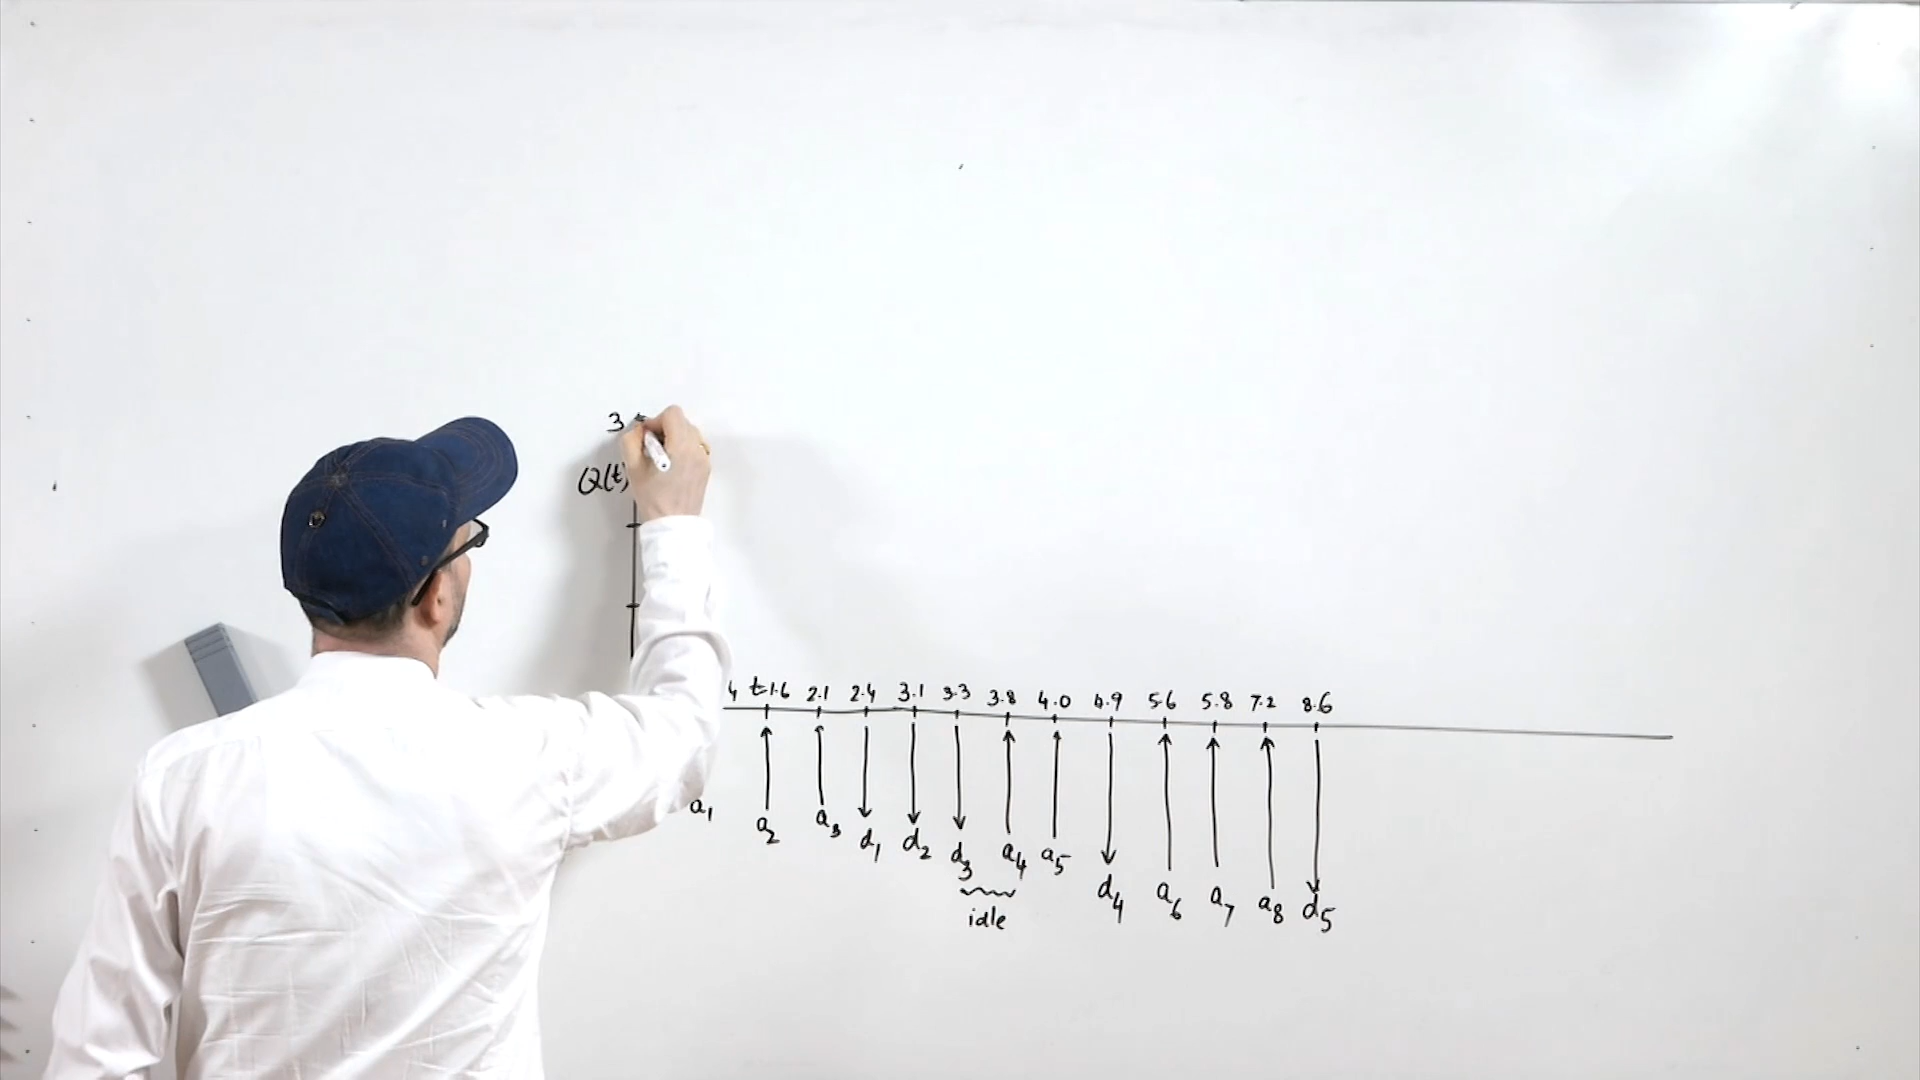 3
Q(t)
4 t=1.6 2.1 2.4 3.1 3.3 3.8 4.0 4.9 5.6 5.8 7.2 8.6
a₁ a₂ a₃ d₁ d₂ d₃ a₄ a₅ d₄ a₆ a₇ a₈ d₅
idle